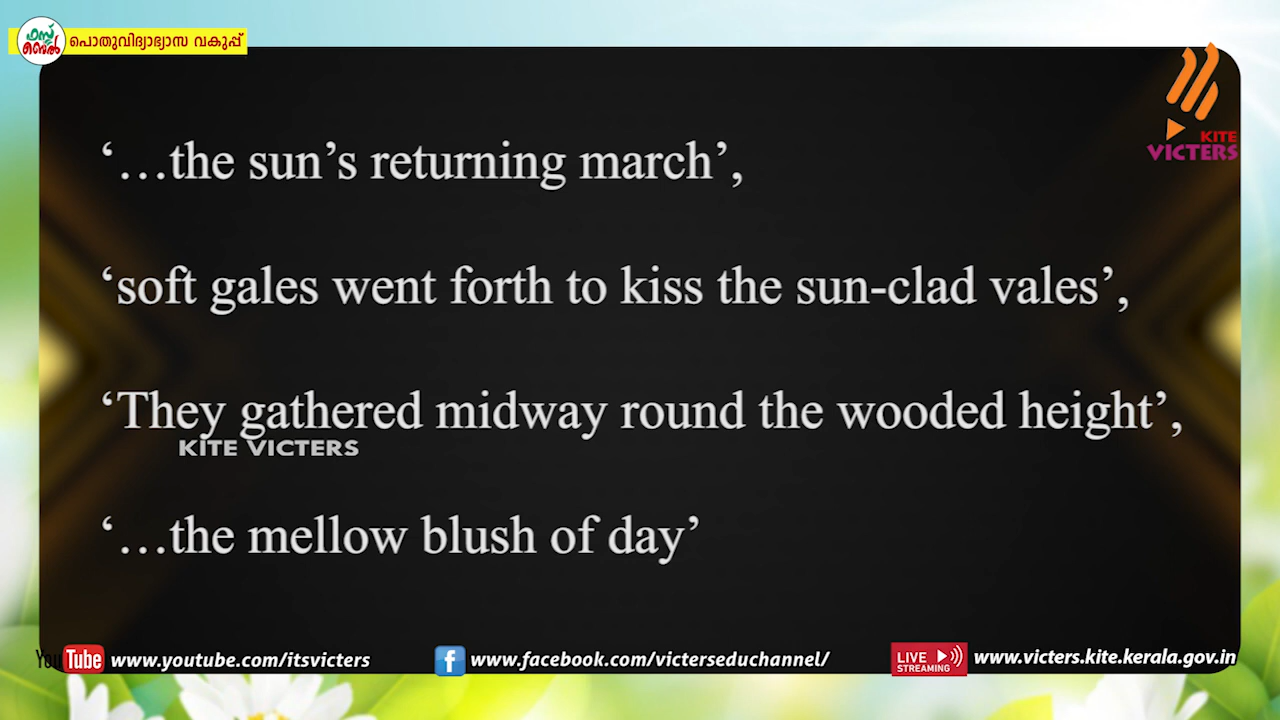 ഫസ്റ്റ്
ബെൽ
പൊതുവിദ്യാഭ്യാസ വകുപ്പ്
KITE
VICTERS
‘…the sun’s returning march’,
‘soft gales went forth to kiss the sun-clad vales’,
‘They gathered midway round the wooded height’,
KITE VICTERS
‘…the mellow blush of day’
YouTube www.youtube.com/itsvicters
f www.facebook.com/victerseduchannel/
LIVE
STREAMING
www.victers.kite.kerala.gov.in